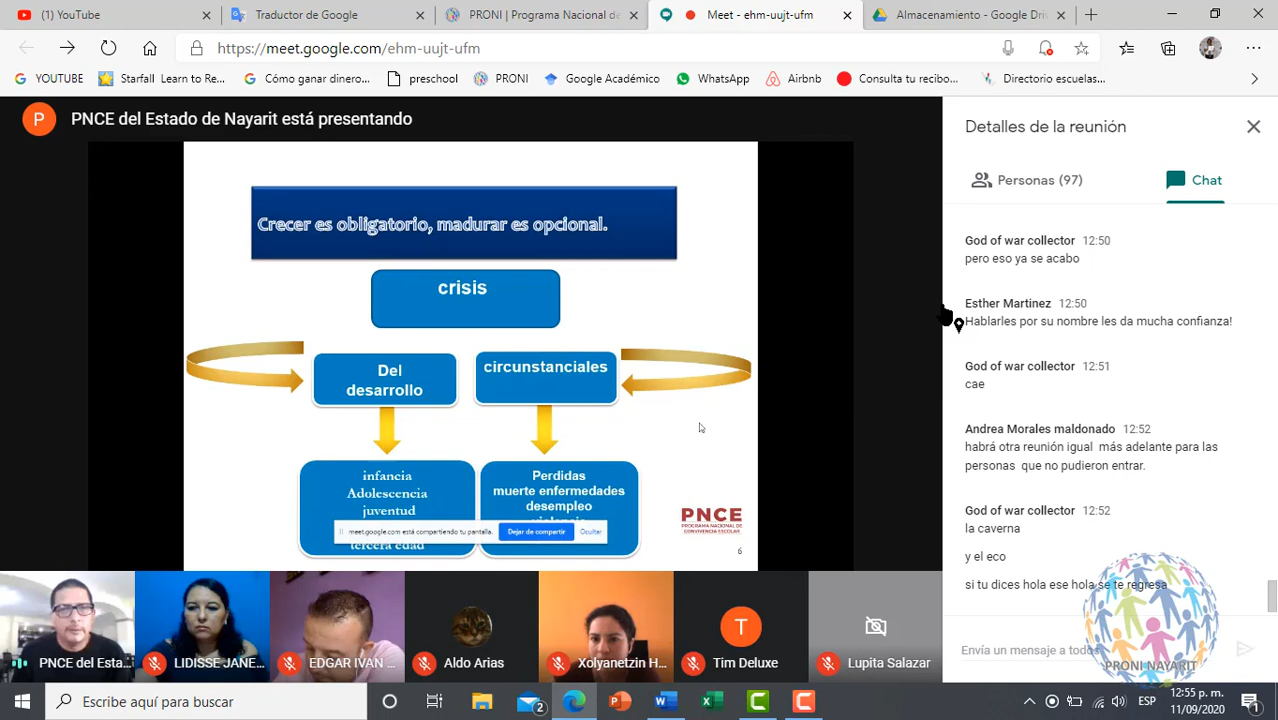 (1) YouTube
Traductor de Google
PRONI | Programa Nacional de
Meet - ehm-uujt-ufm
Almacenamiento - Google Driv
https://meet.google.com/ehm-uujt-ufm
YOUTUBE
Starfall Learn to Re...
Cómo ganar dinero...
preschool
PRONI
Google Académico
WhatsApp
Airbnb
Consulta tu recibo...
Directorio escuelas...
P
PNCE del Estado de Nayarit está presentando
Crecer es obligatorio, madurar es opcional.
crisis
Del
desarrollo
circunstanciales
infancia
Adolescencia
juventud
tercera edad
Perdidas
muerte enfermedades
desempleo
meet.google.com está compartiendo tu pantalla.
Dejar de compartir
Ocultar
PNCE
PROGRAMA NACIONAL DE
CONVIVENCIA ESCOLAR
6
PNCE del Esta...
LIDISSE JANE...
EDGAR IVAN ...
Aldo Arias
Xolyanetzin H...
T
Tim Deluxe
Lupita Salazar
Detalles de la reunión
Personas (97)
Chat
God of war collector 12:50
pero eso ya se acabo
Esther Martinez 12:50
Hablarles por su nombre les da mucha confianza!
God of war collector 12:51
cae
Andrea Morales maldonado 12:52
habrá otra reunión igual más adelante para las
personas que no pudieron entrar.
God of war collector 12:52
la caverna
y el eco
si tu dices hola ese hola se te regresa
Envía un mensaje a todos
PRONI NAYARIT
Escribe aquí para buscar
2
ESP
12:55 p. m.
11/09/2020
1